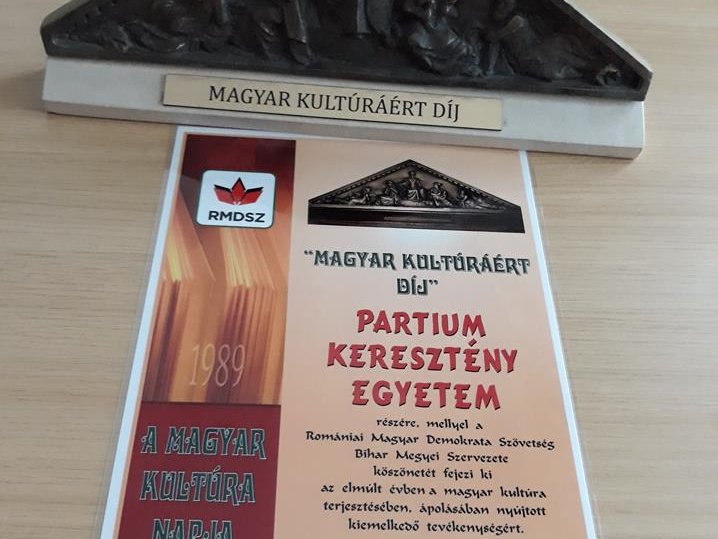 MAGYAR KULTÚRÁÉRT DÍJ
RMDSZ
"MAGYAR KULTÚRÁÉRT
DÍJ"
PARTIUM
KERESZTÉNY
EGYETEM
részére, mellyel a
Romániai Magyar Demokrata Szövetség
Bihar Megyei Szervezete
köszönetét fejezi ki
az elmúlt évben a magyar kultúra
terjesztésében, ápolásában nyújtott
kiemelkedő tevékenységért.
1989
A MAGYAR
KULTÚRA
NAPJA